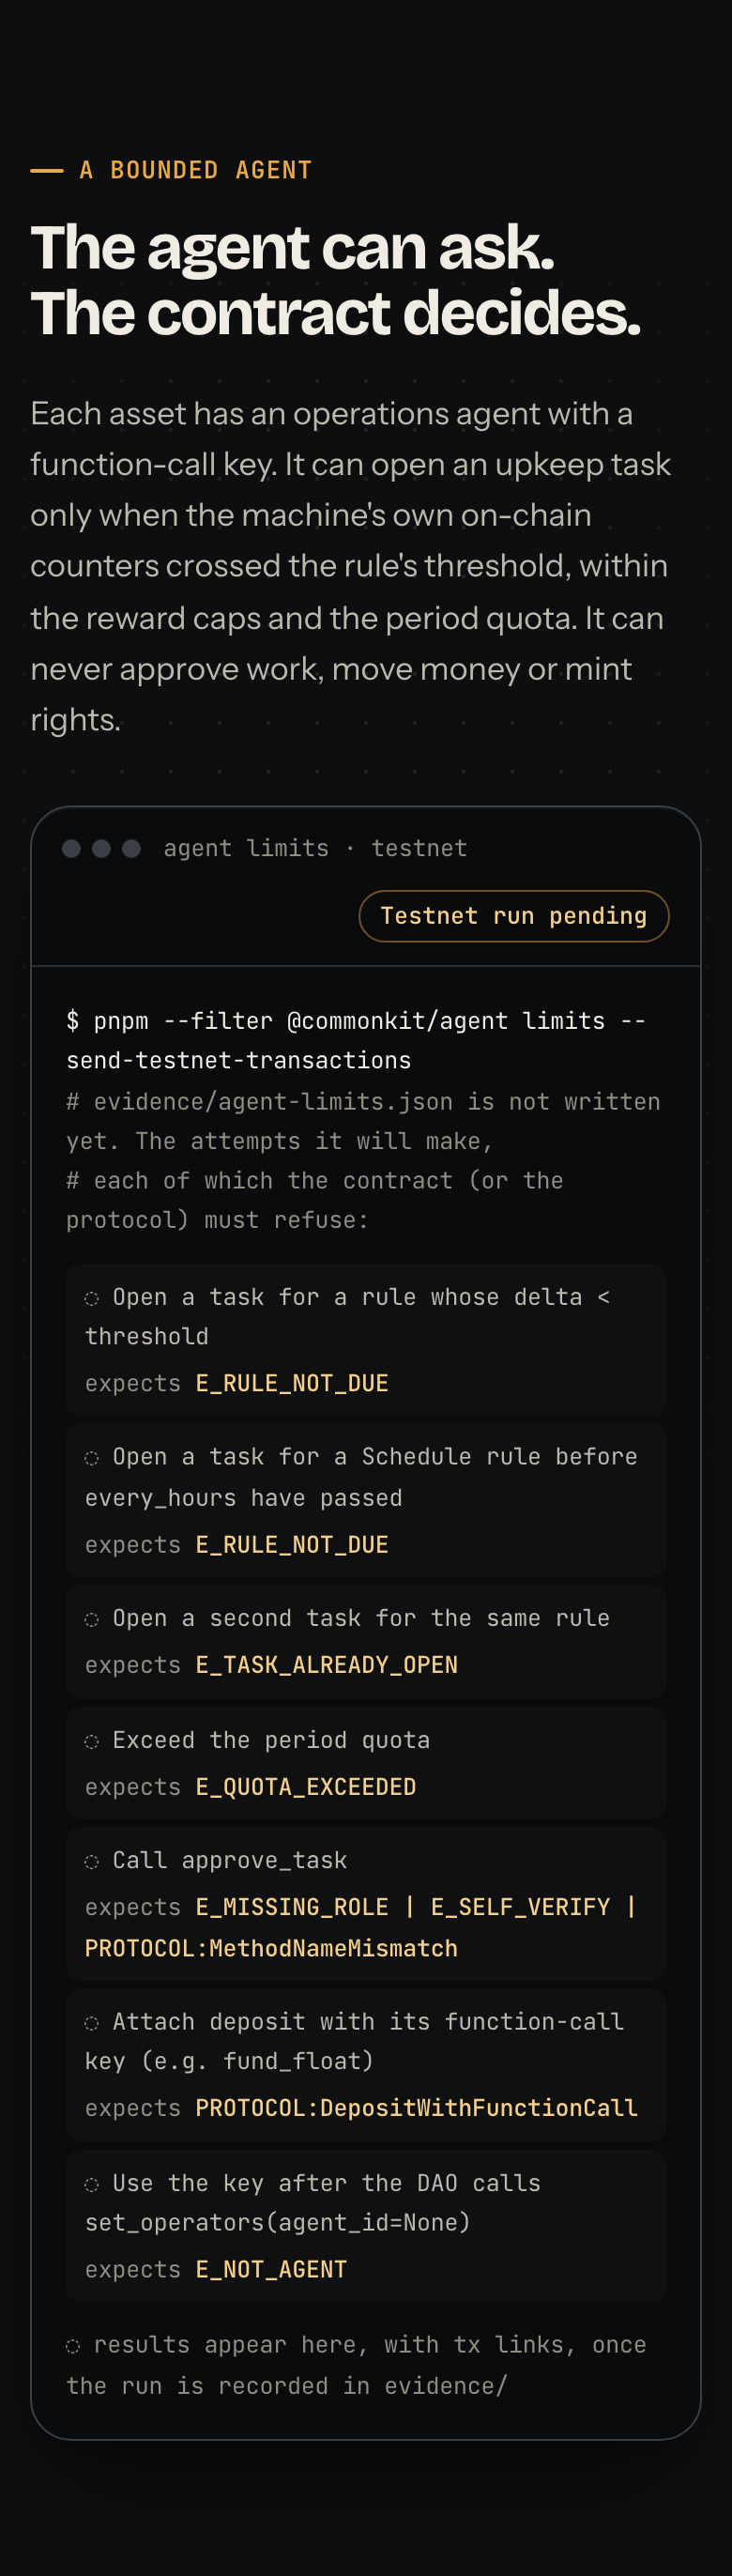 A BOUNDED AGENT
The agent can ask.
The contract decides.
Each asset has an operations agent with a
function-call key. It can open an upkeep task
only when the machine's own on-chain
counters crossed the rule's threshold, within
the reward caps and the period quota. It can
never approve work, move money or mint
rights.
agent limits · testnet
Testnet run pending
$ pnpm --filter @commonkit/agent limits --
send-testnet-transactions
# evidence/agent-limits.json is not written
yet. The attempts it will make,
# each of which the contract (or the
protocol) must refuse:
◌ Open a task for a rule whose delta <
threshold
expects E_RULE_NOT_DUE
◌ Open a task for a Schedule rule before
every_hours have passed
expects E_RULE_NOT_DUE
◌ Open a second task for the same rule
expects E_TASK_ALREADY_OPEN
◌ Exceed the period quota
expects E_QUOTA_EXCEEDED
◌ Call approve_task
expects E_MISSING_ROLE | E_SELF_VERIFY |
PROTOCOL:MethodNameMismatch
◌ Attach deposit with its function-call
key (e.g. fund_float)
expects PROTOCOL:DepositWithFunctionCall
◌ Use the key after the DAO calls
set_operators(agent_id=None)
expects E_NOT_AGENT
◌ results appear here, with tx links, once
the run is recorded in evidence/